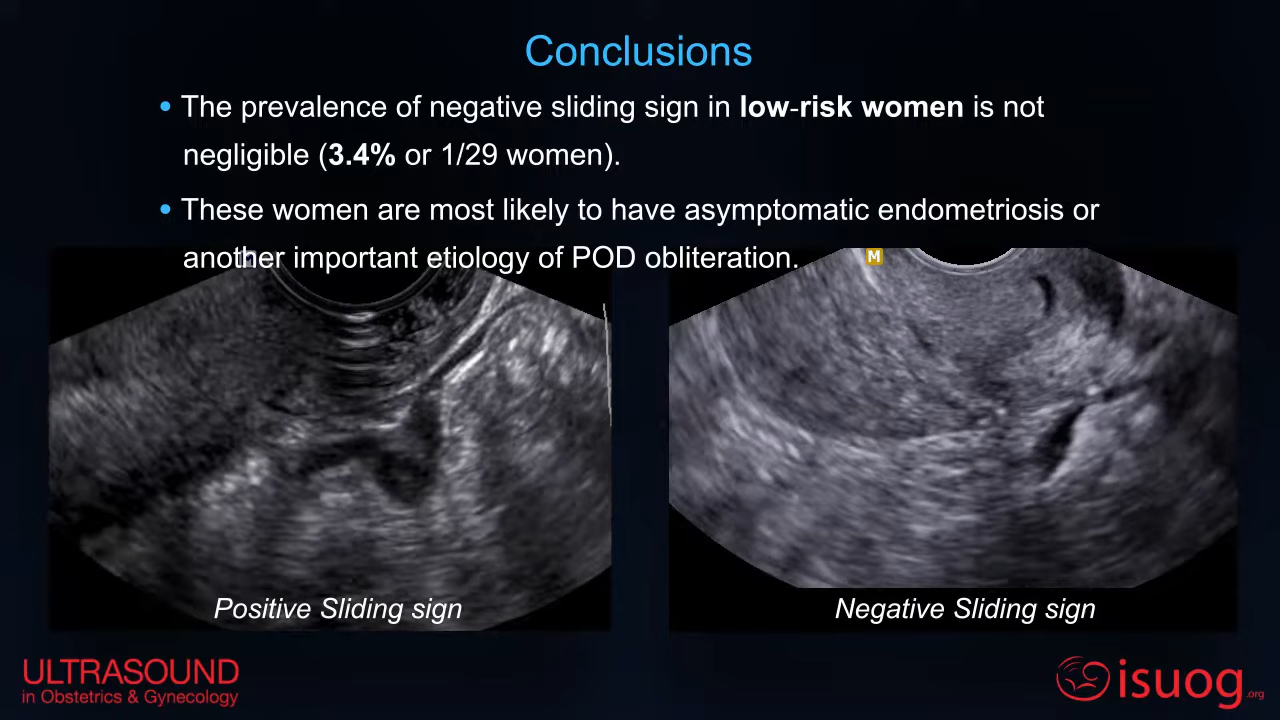 Conclusions
• The prevalence of negative sliding sign in low-risk women is not
negligible (3.4% or 1/29 women).
• These women are most likely to have asymptomatic endometriosis or
another important etiology of POD obliteration.
M
Positive Sliding sign
Negative Sliding sign
ULTRASOUND
in Obstetrics & Gynecology
isuog.org